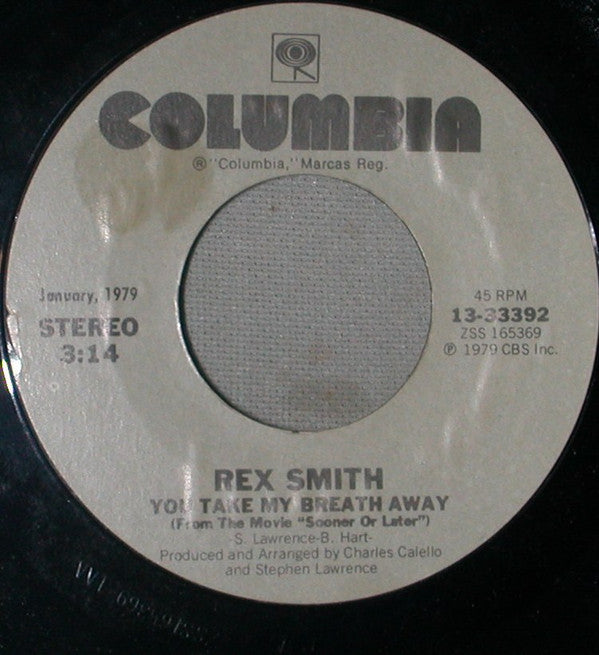 COLUMBIA
® "Columbia," Marcas Reg.
January, 1979
STEREO
3:14
45 RPM
13-33392
ZSS 165369
℗ 1979 CBS Inc.
REX SMITH
YOU TAKE MY BREATH AWAY
(From The Movie "Sooner Or Later")
-S. Lawrence-B. Hart-
Produced and Arranged by Charles Calello
and Stephen Lawrence